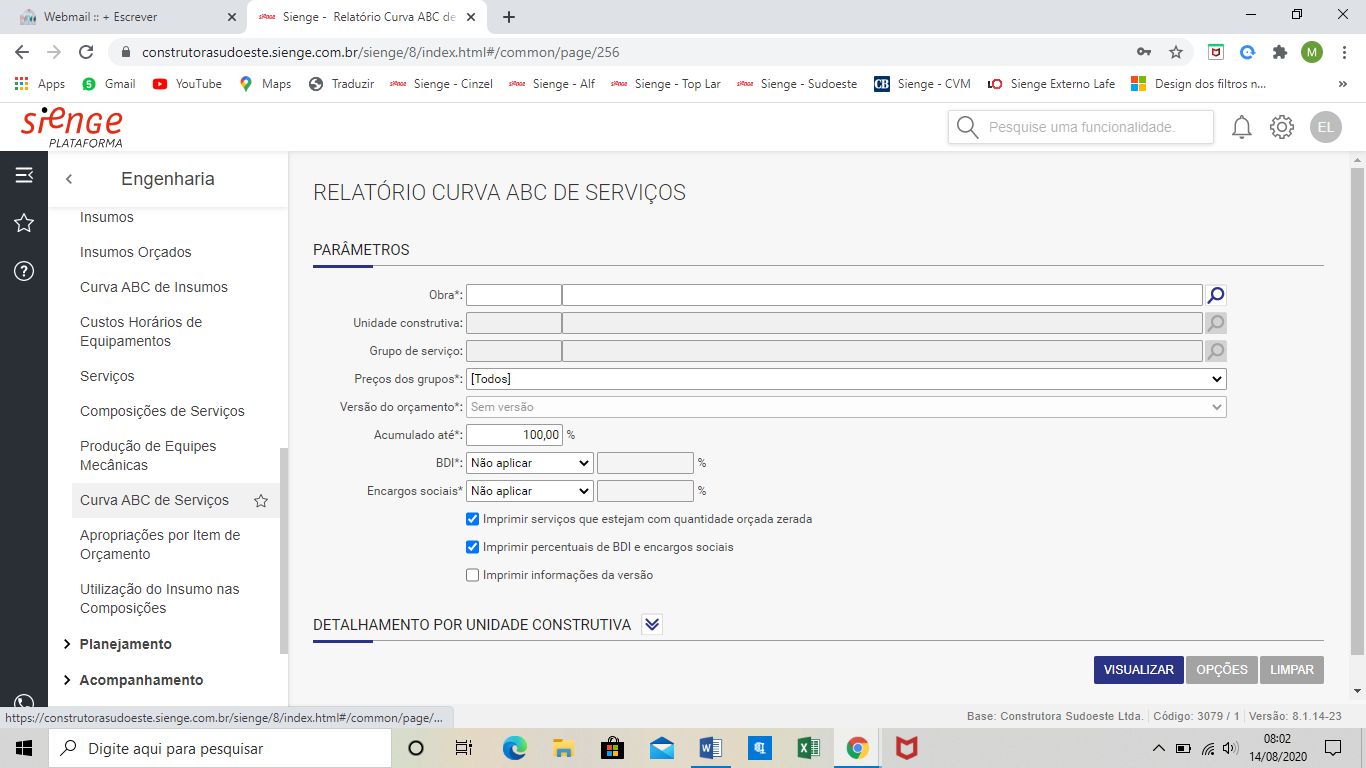 Webmail :: + Escrever
Sienge - Relatório Curva ABC de
construtorasudoeste.sienge.com.br/sienge/8/index.html#/common/page/256
M
Apps
Gmail
YouTube
Maps
Traduzir
Sienge - Cinzel
Sienge - Alf
Sienge - Top Lar
Sienge - Sudoeste
Sienge - CVM
Sienge Externo Lafe
Design dos filtros n...
sienge
PLATAFORMA
Pesquise uma funcionalidade.
EL
Engenharia
Insumos
Insumos Orçados
Curva ABC de Insumos
Custos Horários de
Equipamentos
Serviços
Composições de Serviços
Produção de Equipes
Mecânicas
Curva ABC de Serviços
Apropriações por Item de
Orçamento
Utilização do Insumo nas
Composições
Planejamento
Acompanhamento
RELATÓRIO CURVA ABC DE SERVIÇOS
PARÂMETROS
Obra*:
Unidade construtiva:
Grupo de serviço:
Preços dos grupos*: [Todos]
Versão do orçamento*: Sem versão
Acumulado até*: 100,00 %
BDI*: Não aplicar %
Encargos sociais* Não aplicar %
Imprimir serviços que estejam com quantidade orçada zerada
Imprimir percentuais de BDI e encargos sociais
Imprimir informações da versão
DETALHAMENTO POR UNIDADE CONSTRUTIVA
VISUALIZAR OPÇÕES LIMPAR
https://construtorasudoeste.sienge.com.br/sienge/8/index.html#/common/page/...
Base: Construtora Sudoeste Ltda. Código: 3079 / 1 Versão: 8.1.14-23
Digite aqui para pesquisar
08:02
14/08/2020